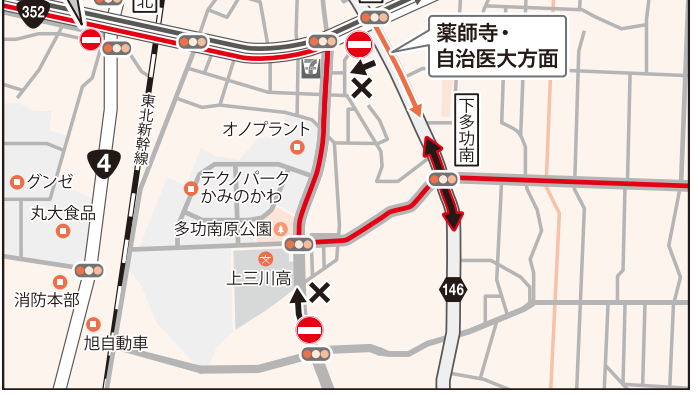 352
北
薬師寺・
自治医大方面
7
東北新幹線
下多功南
オノプラント
4
グンゼ
テクノパーク
かみのかわ
丸大食品
多功南原公園
上三川高
146
消防本部
旭自動車